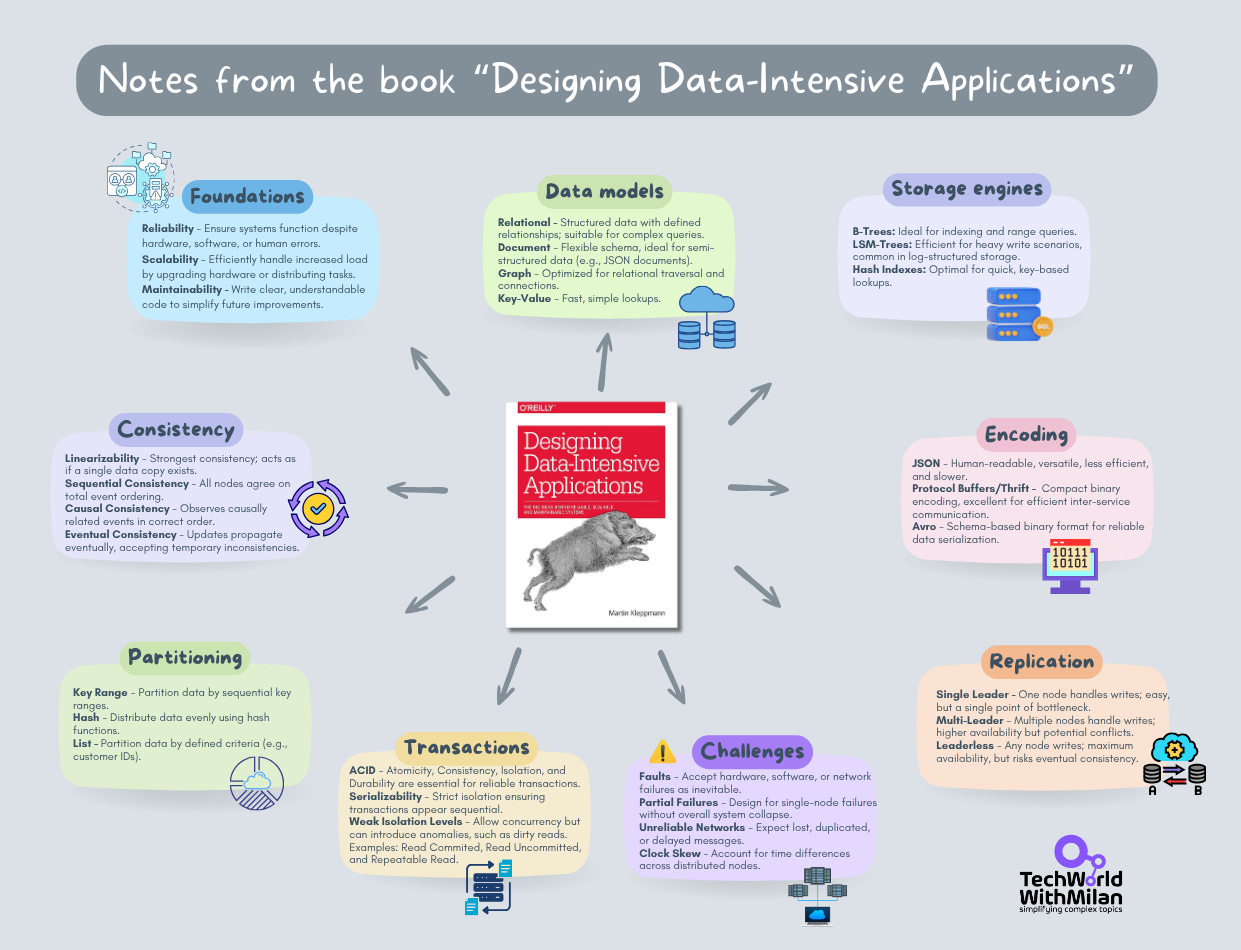 Notes from the book “Designing Data-Intensive Applications”
Foundations
Reliability - Ensure systems function despite
hardware, software, or human errors.
Scalability - Efficiently handle increased load
by upgrading hardware or distributing tasks.
Maintainability - Write clear, understandable
code to simplify future improvements.
Data models
Relational - Structured data with defined
relationships; suitable for complex queries.
Document - Flexible schema, ideal for semi-
structured data (e.g., JSON documents).
Graph - Optimized for relational traversal and
connections.
Key-Value - Fast, simple lookups.
Storage engines
B-Trees: Ideal for indexing and range queries.
LSM-Trees: Efficient for heavy write scenarios,
common in log-structured storage.
Hash Indexes: Optimal for quick, key-based
lookups.
SQL
Consistency
Linearizability - Strongest consistency; acts as
if a single data copy exists.
Sequential Consistency - All nodes agree on
total event ordering.
Causal Consistency - Observes causally
related events in correct order.
Eventual Consistency - Updates propagate
eventually, accepting temporary inconsistencies.
O'REILLY
Designing
Data-Intensive
Applications
THE BIG IDEAS BEHIND RELIABLE, SCALABLE,
AND MAINTAINABLE SYSTEMS
Martin Kleppmann
Encoding
JSON - Human-readable, versatile, less efficient,
and slower.
Protocol Buffers/Thrift - Compact binary
encoding, excellent for efficient inter-service
communication.
Avro - Schema-based binary format for reliable
data serialization.
10111
10101
Partitioning
Key Range - Partition data by sequential key
ranges.
Hash - Distribute data evenly using hash
functions.
List - Partition data by defined criteria (e.g.,
customer IDs).
Replication
Single Leader - One node handles writes; easy,
but a single point of bottleneck.
Multi-Leader - Multiple nodes handle writes;
higher availability but potential conflicts.
Leaderless - Any node writes; maximum
availability, but risks eventual consistency.
A B
Transactions
ACID - Atomicity, Consistency, Isolation, and
Durability are essential for reliable transactions.
Serializability - Strict isolation ensuring
transactions appear sequential.
Weak Isolation Levels - Allow concurrency but
can introduce anomalies, such as dirty reads.
Examples: Read Commited, Read Uncommitted,
and Repeatable Read.
Challenges
Faults - Accept hardware, software, or network
failures as inevitable.
Partial Failures - Design for single-node failures
without overall system collapse.
Unreliable Networks - Expect lost, duplicated,
or delayed messages.
Clock Skew - Account for time differences
across distributed nodes.
TechWorld
WithMilan
simplifying complex topics